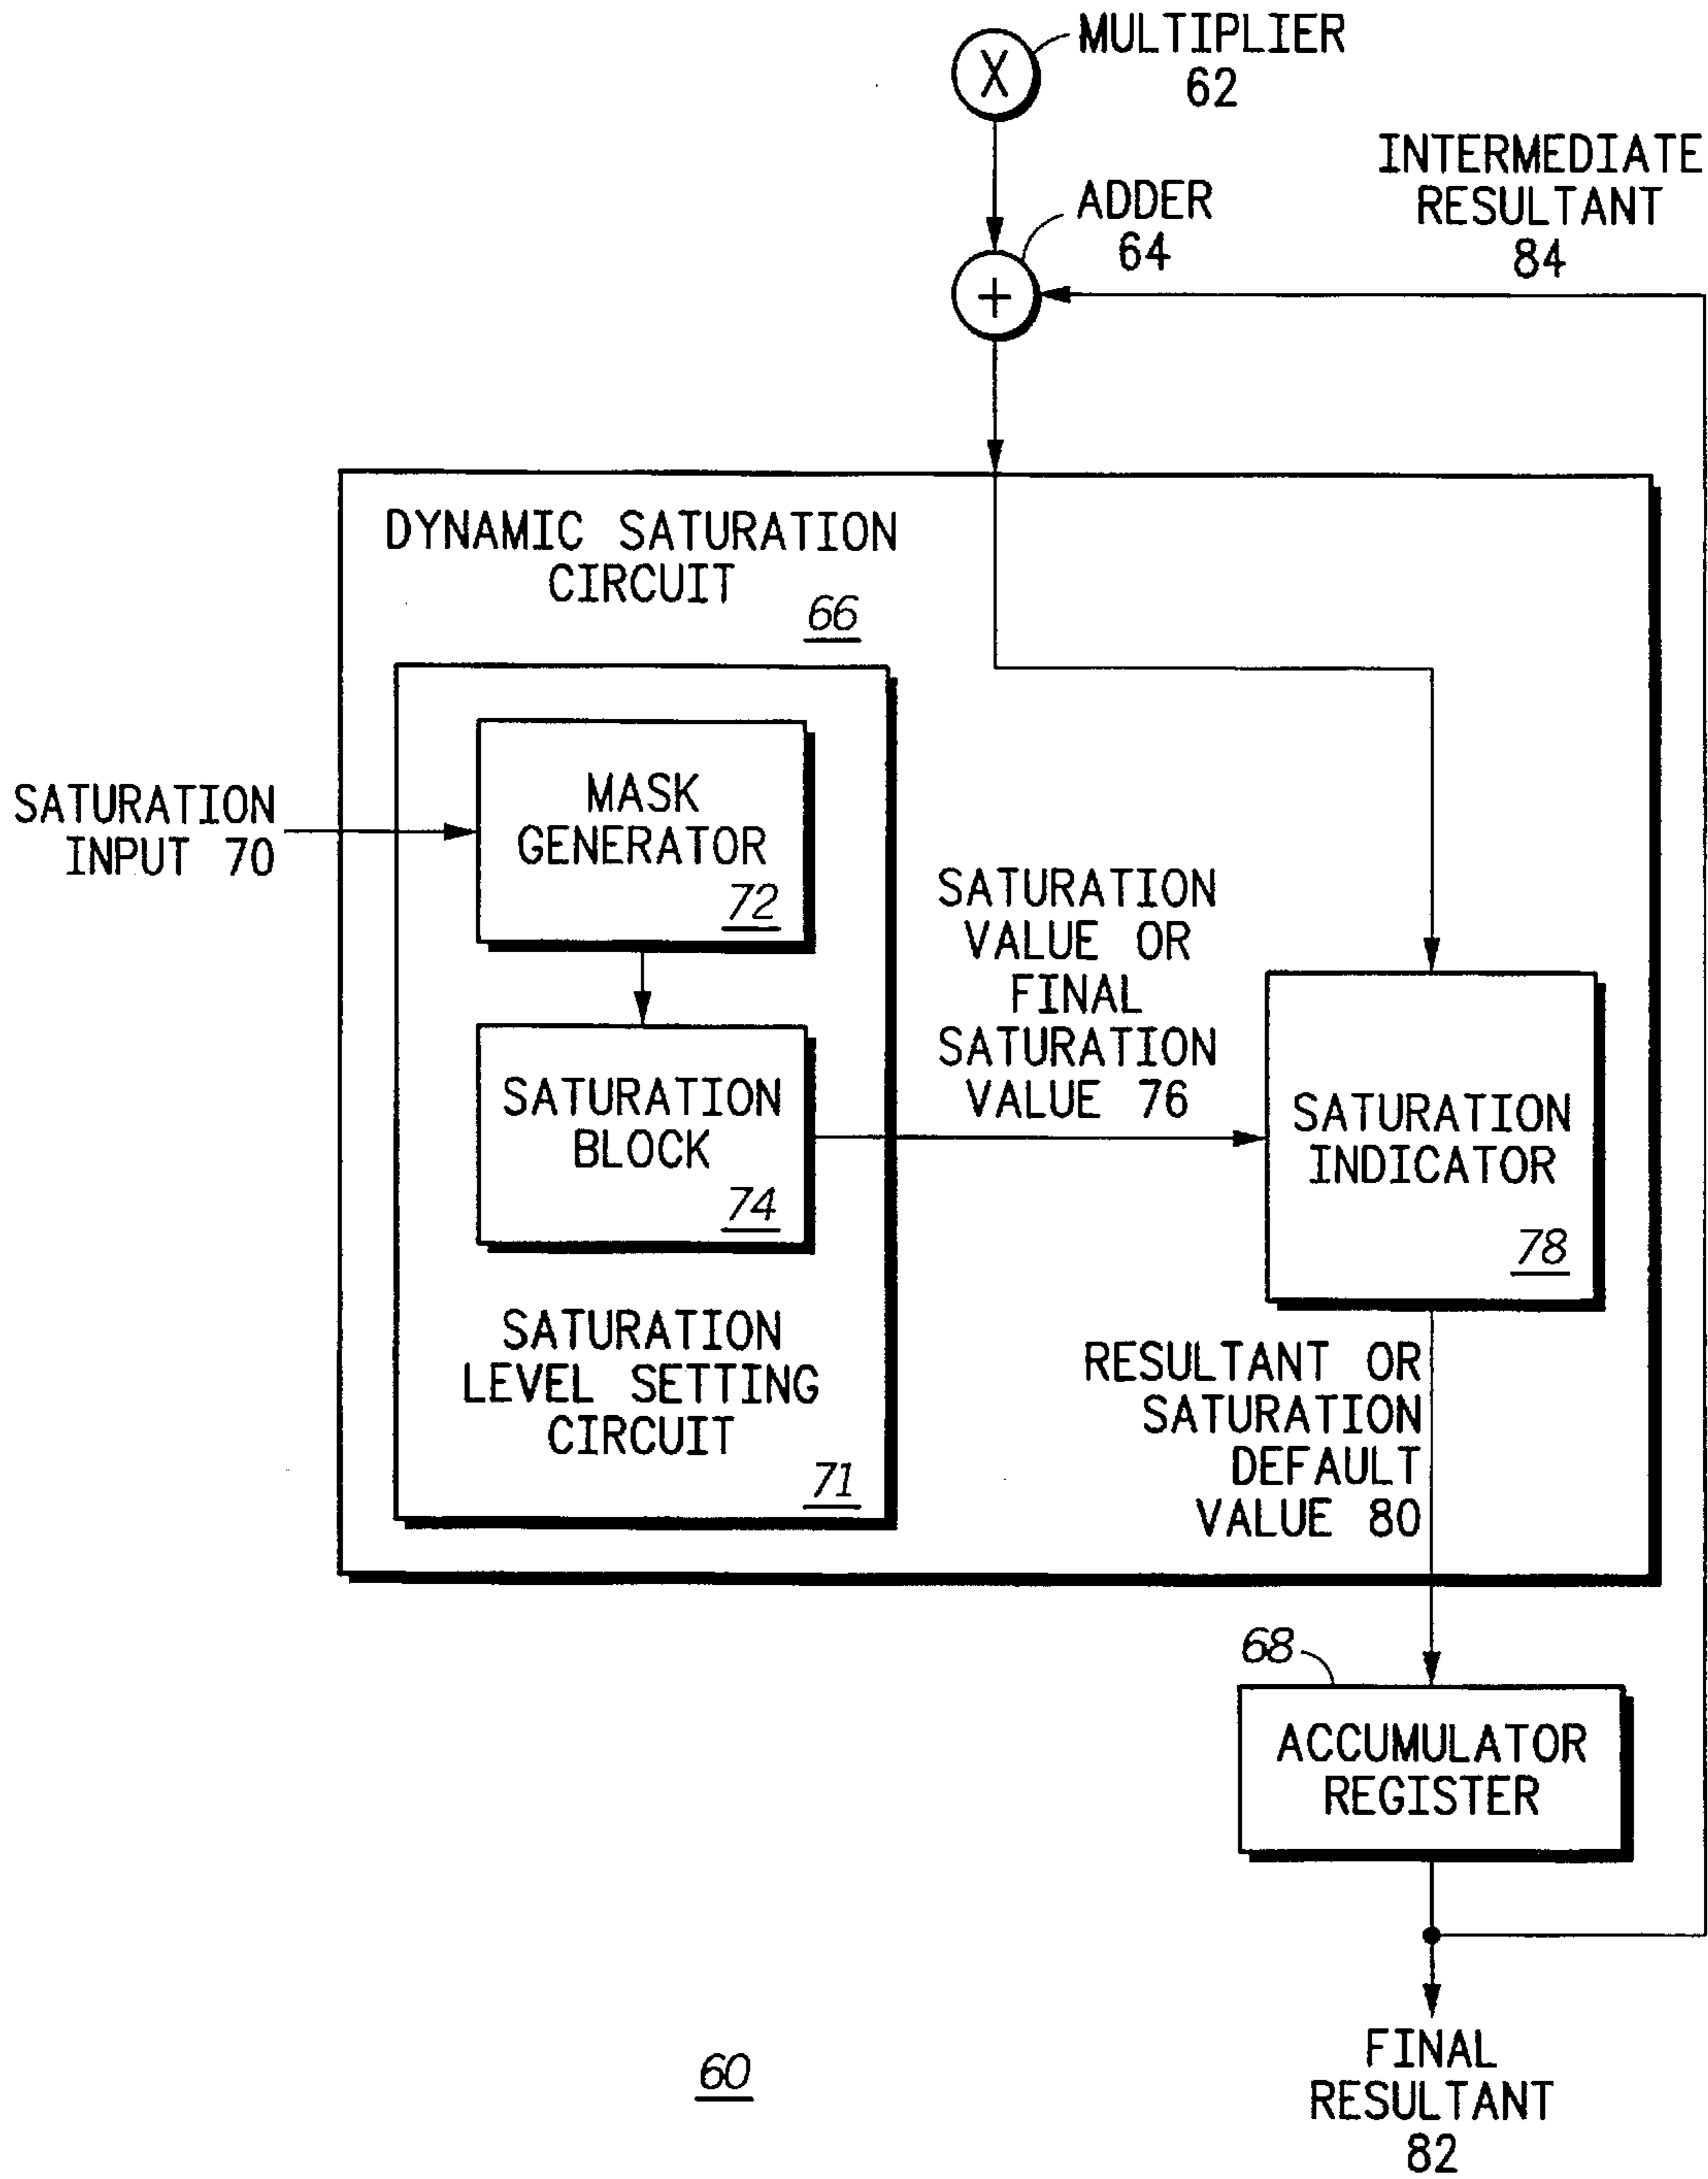 X
MULTIPLIER
62
INTERMEDIATE
RESULTANT
84
ADDER
64
+
DYNAMIC SATURATION
CIRCUIT
66
SATURATION
INPUT 70
MASK
GENERATOR
72
SATURATION
VALUE OR
FINAL
SATURATION
VALUE 76
SATURATION
BLOCK
74
SATURATION
INDICATOR
78
SATURATION
LEVEL SETTING
CIRCUIT
71
RESULTANT OR
SATURATION
DEFAULT
VALUE 80
68
ACCUMULATOR
REGISTER
FINAL
RESULTANT
82
60